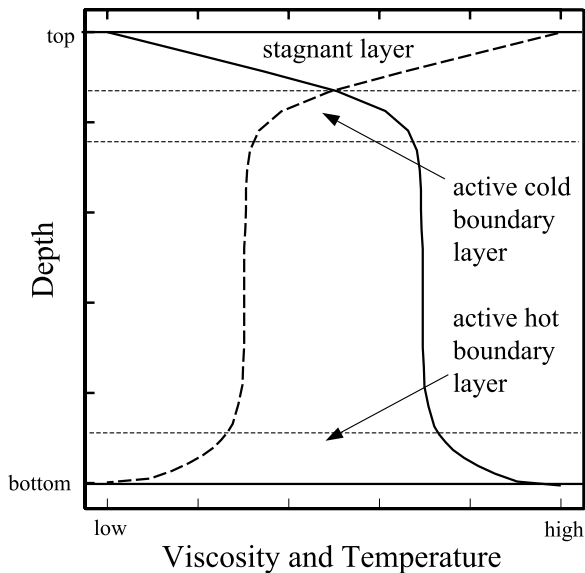 top
stagnant layer
active cold
boundary
layer
Depth
active hot
boundary
layer
bottom
low
high
Viscosity and Temperature